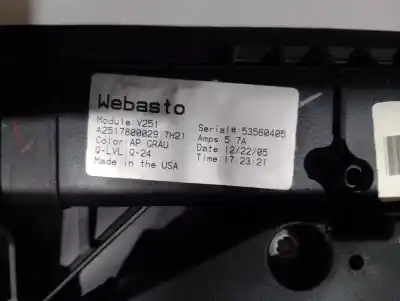 Webasto
Module: V251
A2517800029 7H21
Color: AP GRAU
Q-LVL Q-24
Made in the USA
Serial#: 53560405
Amps 5.7A
Date 12/22/05
Time: 17 23:21